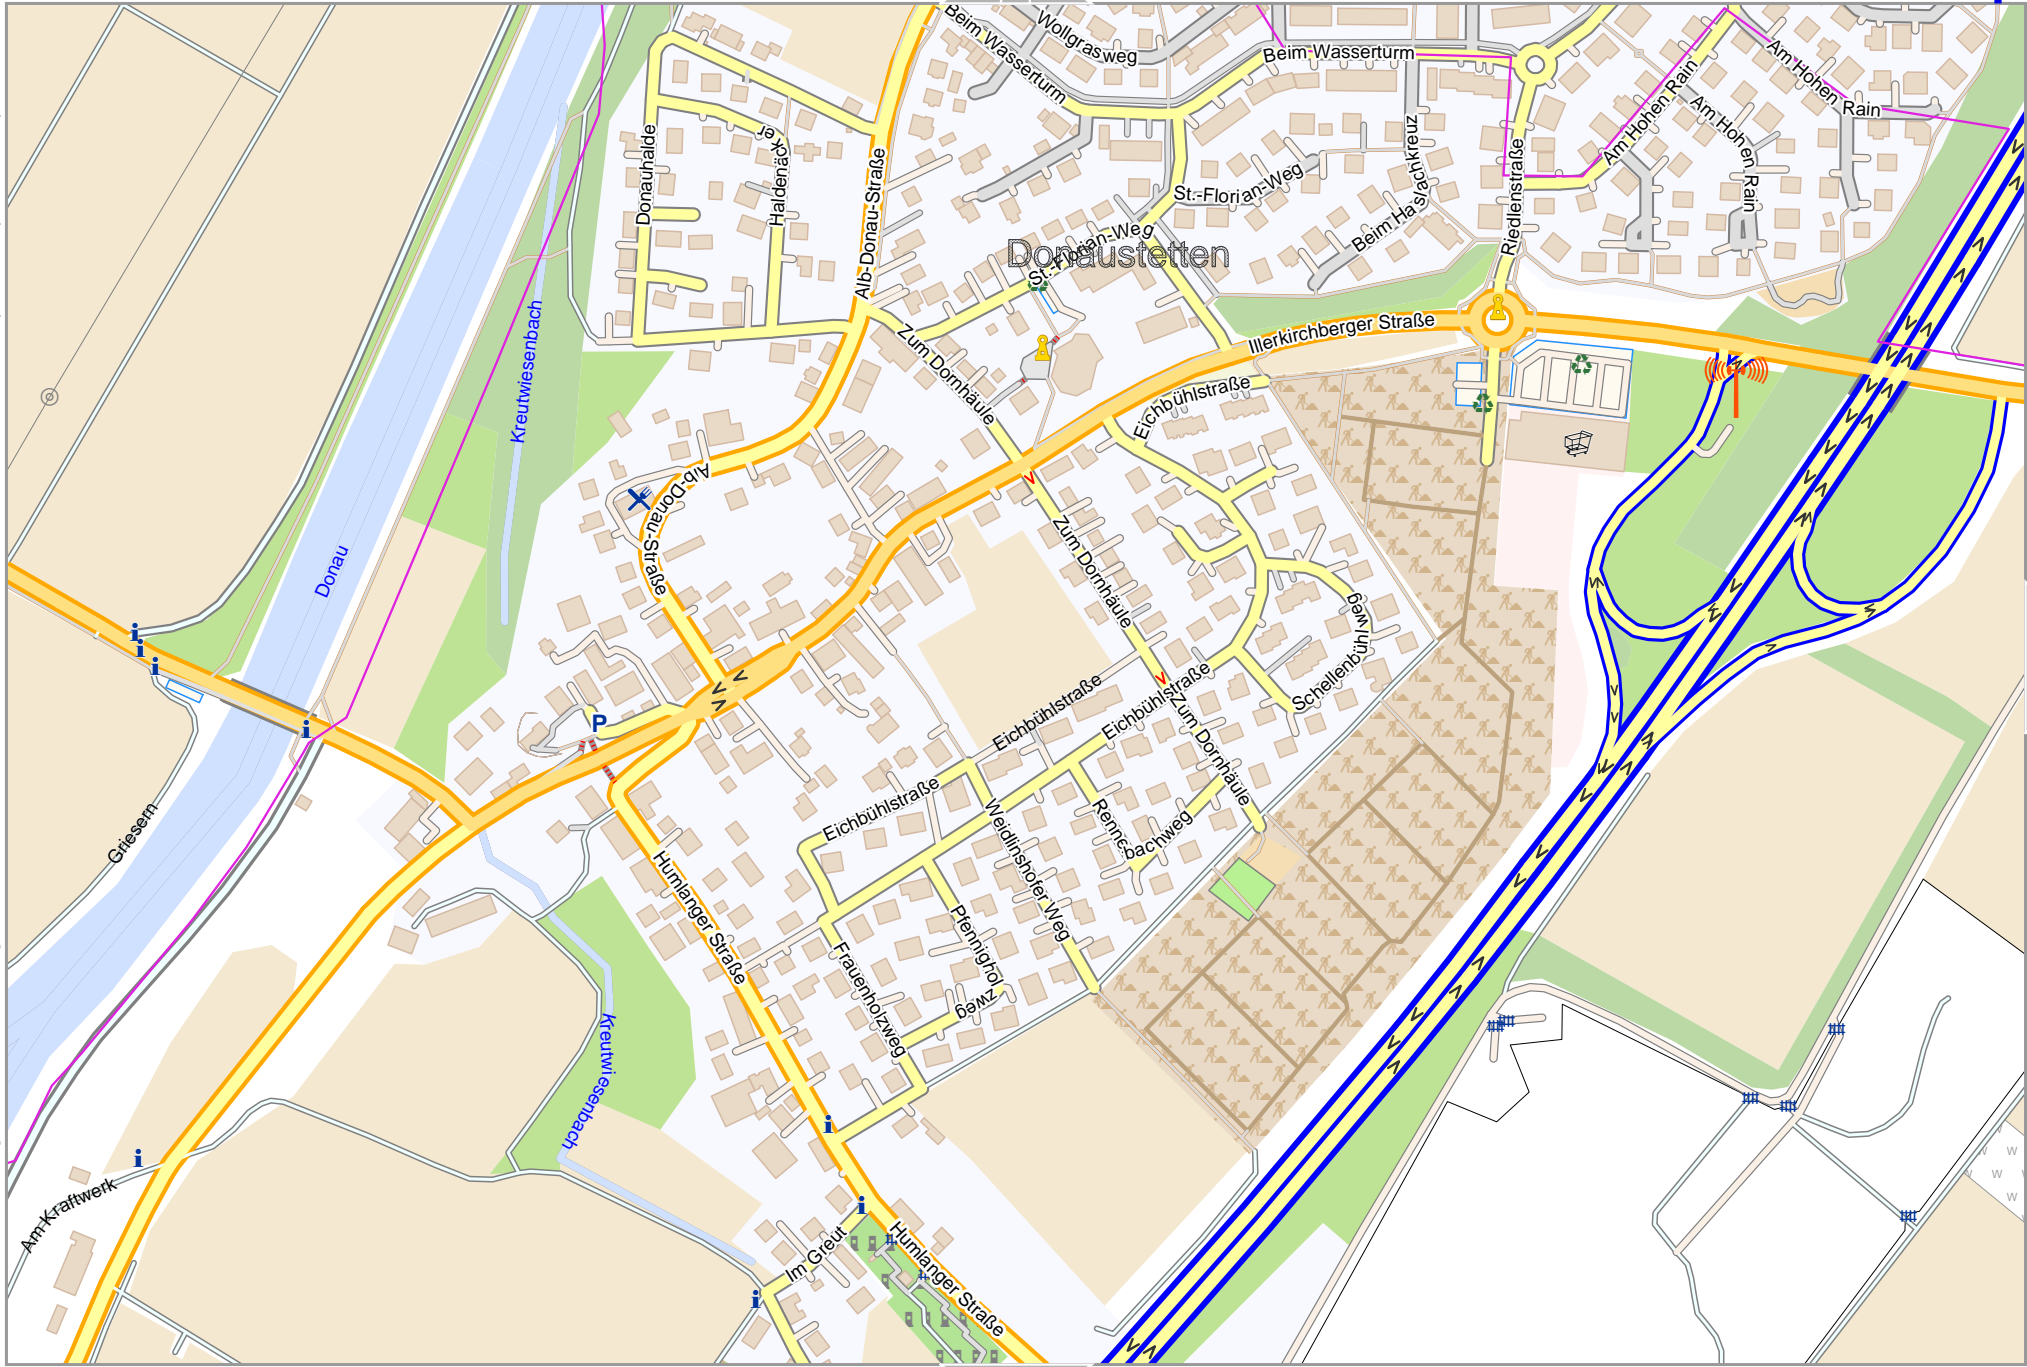 Beim Wasserturm
Wollgrasweg
Beim Wasserturm
Am Hohen Rain
Am Hohen Rain
Am Hohen Rain
Donauhalde
Haldenäcker
Alb-Donau-Straße
St.-Florian-Weg
Beim Haslackreuz
Riedlenstraße
St.-Florian-Weg
Donaustetten
Kreutwiesenbach
Zum Dornhäule
Illerkirchberger Straße
Eichbühlstraße
Alb-Donau-Straße
Donau
Zum Dornhäule
Schellenbühlweg
Eichbühlstraße
Eichbühlstraße
Zum Dornhäule
P
Griesern
Eichbühlstraße
Weidlinshofer Weg
Rennenbachweg
Humlanger Straße
Pfennigholzweg
Frauenholzweg
Kreutwiesenbach
Am Kraftwerk
Im Greut
Humlanger Straße